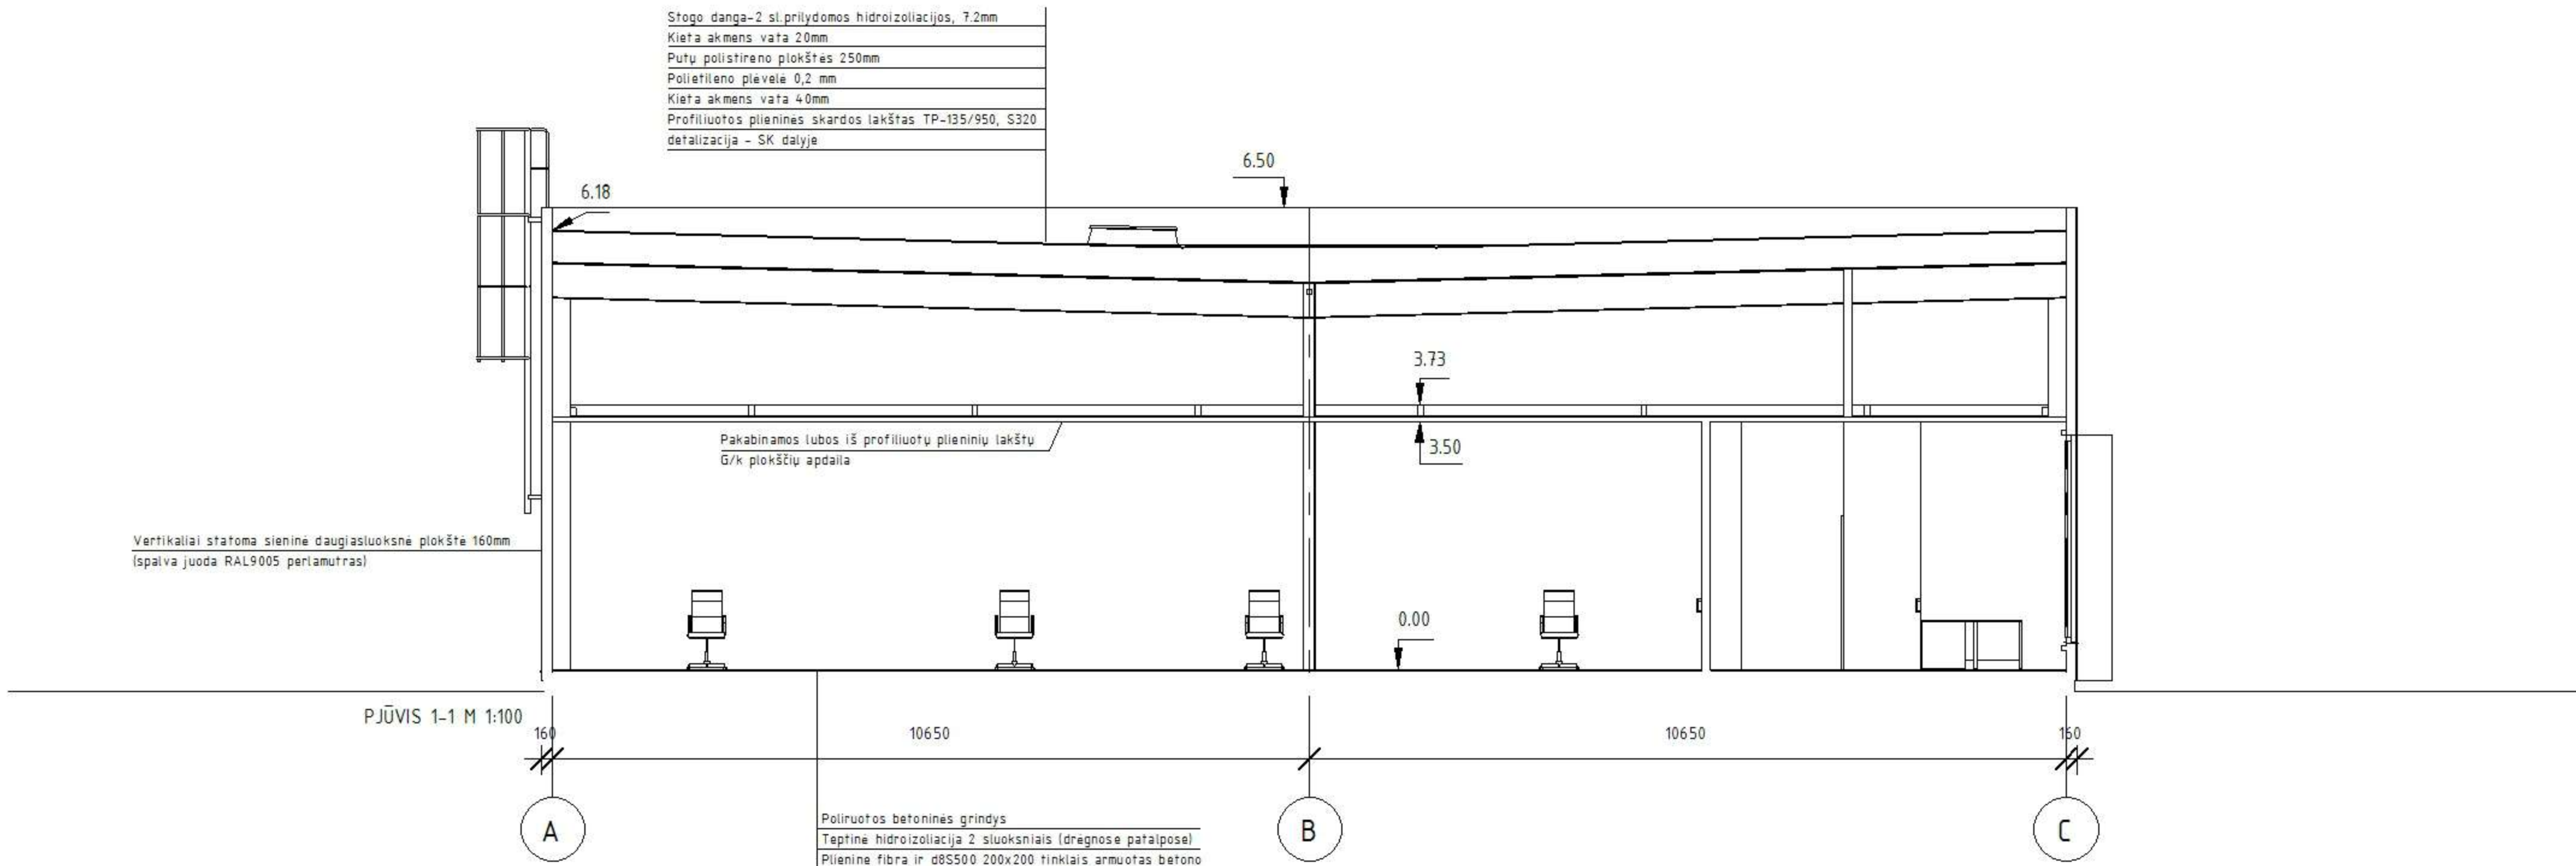 Stogo danga-2 sl.prilydomos hidroizoliacijos, 7.2mm
Kieta akmens vata 20mm
Putų polistireno plokštės 250mm
Polietileno plėvelė 0,2 mm
Kieta akmens vata 40mm
Profiliuotos plieninės skardos lakštas TP-135/950, S320
detalizacija - SK dalyje
6.50
6.18
3.73
Pakabinamos lubos iš profiliuotų plieninių lakštų
G/k plokščių apdaila
3.50
Vertikaliai statoma sieninė daugiasluoksnė plokštė 160mm
(spalva juoda RAL9005 perlamutras)
0.00
PJŪVIS 1-1 M 1:100
160 10650 10650 160
A B C
Poliruotos betoninės grindys
Teptinė hidroizoliacija 2 sluoksniais (drėgnose patalpose)
Plieninė fibra ir d8S500 200x200 tinklais armuotas betono